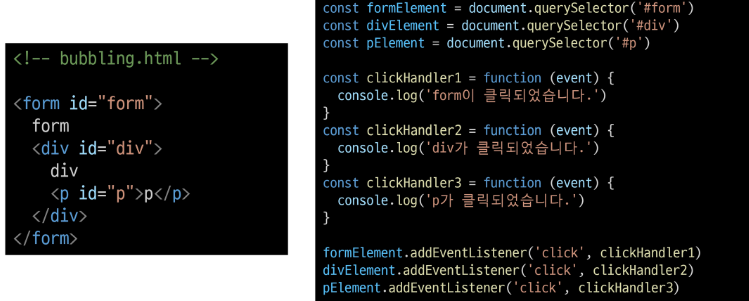 <!-- bubbling.html -->
<form id="form">
form
<div id="div">
div
<p id="p">p</p>
</div>
</form>
const formElement = document.querySelector('#form')
const divElement = document.querySelector('#div')
const pElement = document.querySelector('#p')
const clickHandler1 = function (event) {
console.log('form이 클릭되었습니다.')
}
const clickHandler2 = function (event) {
console.log('div가 클릭되었습니다.')
}
const clickHandler3 = function (event) {
console.log('p가 클릭되었습니다.')
}
formElement.addEventListener('click', clickHandler1)
divElement.addEventListener('click', clickHandler2)
pElement.addEventListener('click', clickHandler3)